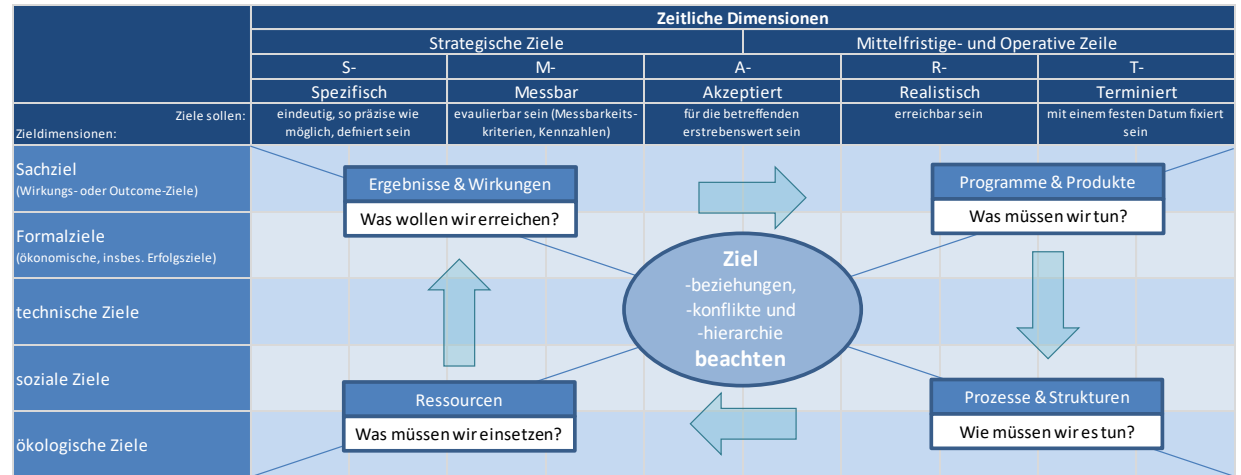 Zeitliche Dimensionen
Strategische Ziele
Mittelfristige- und Operative Zeile
S-
M-
A-
R-
T-
Spezifisch
Messbar
Akzeptiert
Realistisch
Terminiert
Ziele sollen:
Zieldimensionen:
eindeutig, so präzise wie
möglich, defniert sein
evaulierbar sein (Messbarkeits-
kriterien, Kennzahlen)
für die betreffenden
erstrebenswert sein
erreichbar sein
mit einem festen Datum fixiert
sein
Sachziel
(Wirkungs- oder Outcome-Ziele)
Formalziele
(ökonomische, insbes. Erfolgsziele)
technische Ziele
soziale Ziele
ökologische Ziele
Ergebnisse & Wirkungen
Was wollen wir erreichen?
Programme & Produkte
Was müssen wir tun?
Ziel
-beziehungen,
-konflikte und
-hierarchie
beachten
Ressourcen
Was müssen wir einsetzen?
Prozesse & Strukturen
Wie müssen wir es tun?